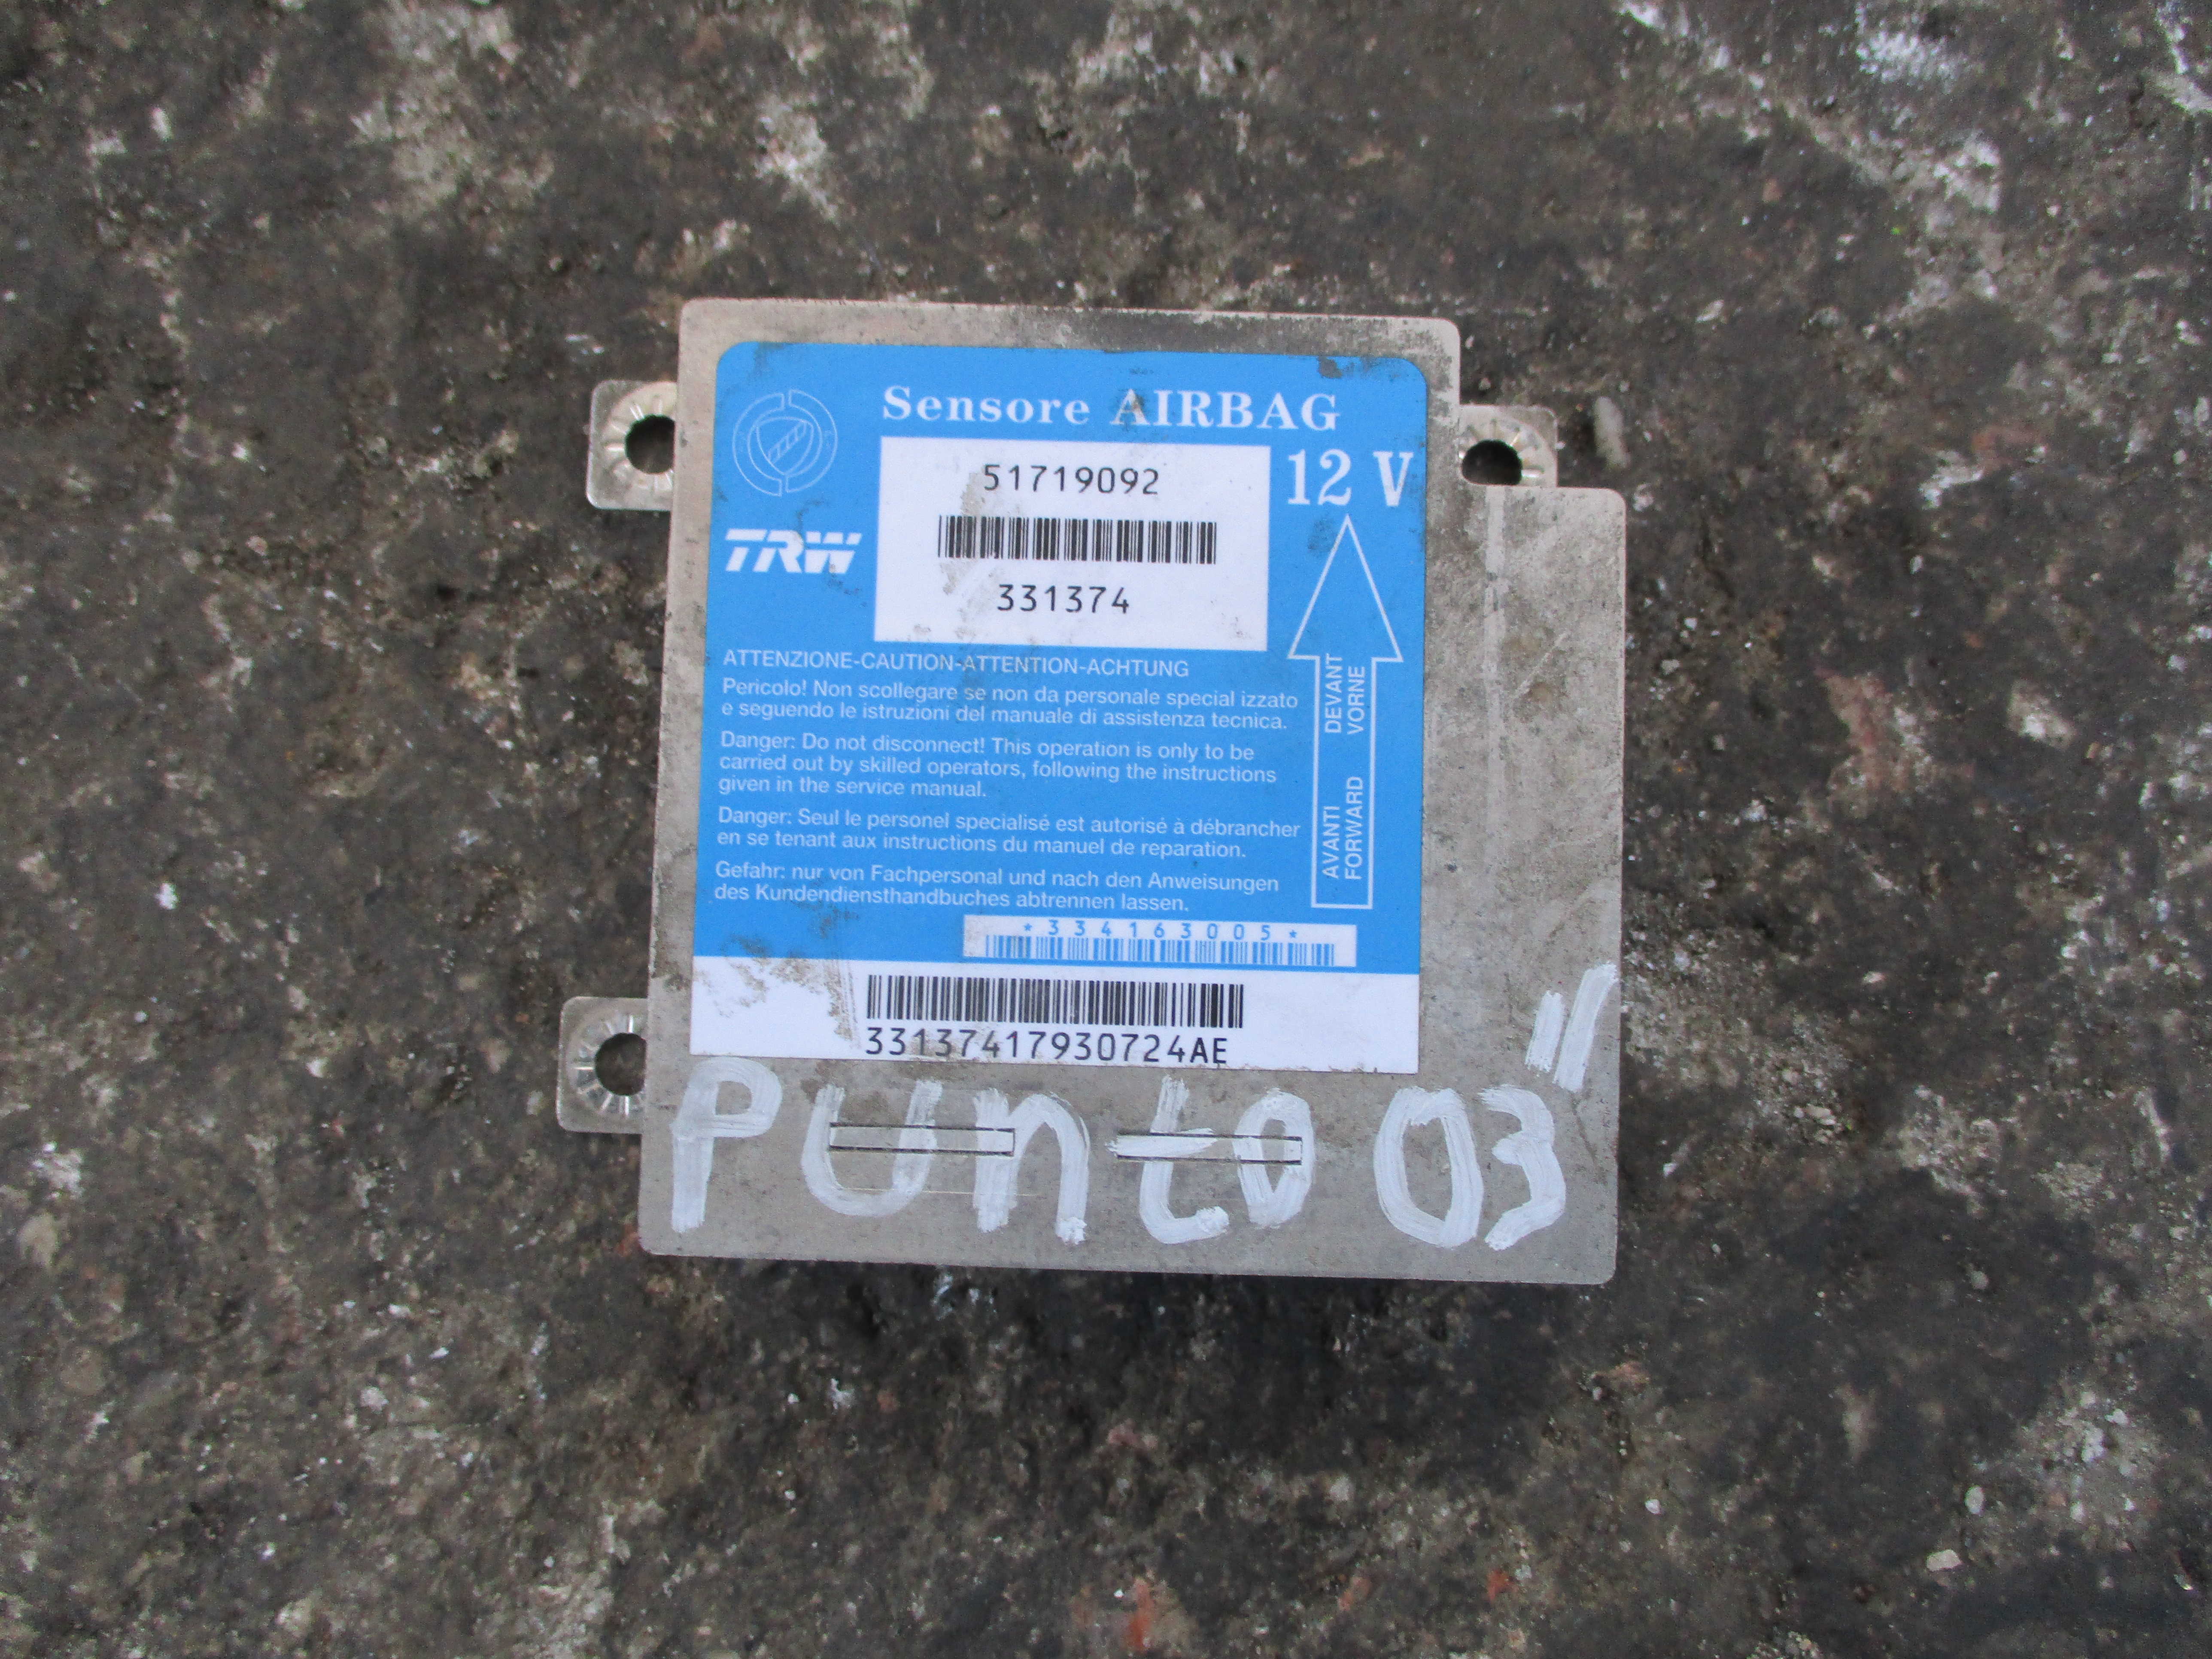 Sensore AIRBAG
12 V
51719092
TRW
331374
ATTENZIONE-CAUTION-ATTENTION-ACHTUNG
Pericolo! Non scollegare se non da personale special izzato
e seguendo le istruzioni del manuale di assistenza tecnica.
Danger: Do not disconnect! This operation is only to be
carried out by skilled operators, following the instructions
given in the service manual.
Danger: Seul le personel specialisé est autorisé à débrancher
en se tenant aux instructions du manuel de reparation.
Gefahr: nur von Fachpersonal und nach den Anweisungen
des Kundendiensthandbuches abtrennen lassen.
AVANTI DEVANT
FORWARD VORNE
*334163005*
33137417930724AE
Punto 03"